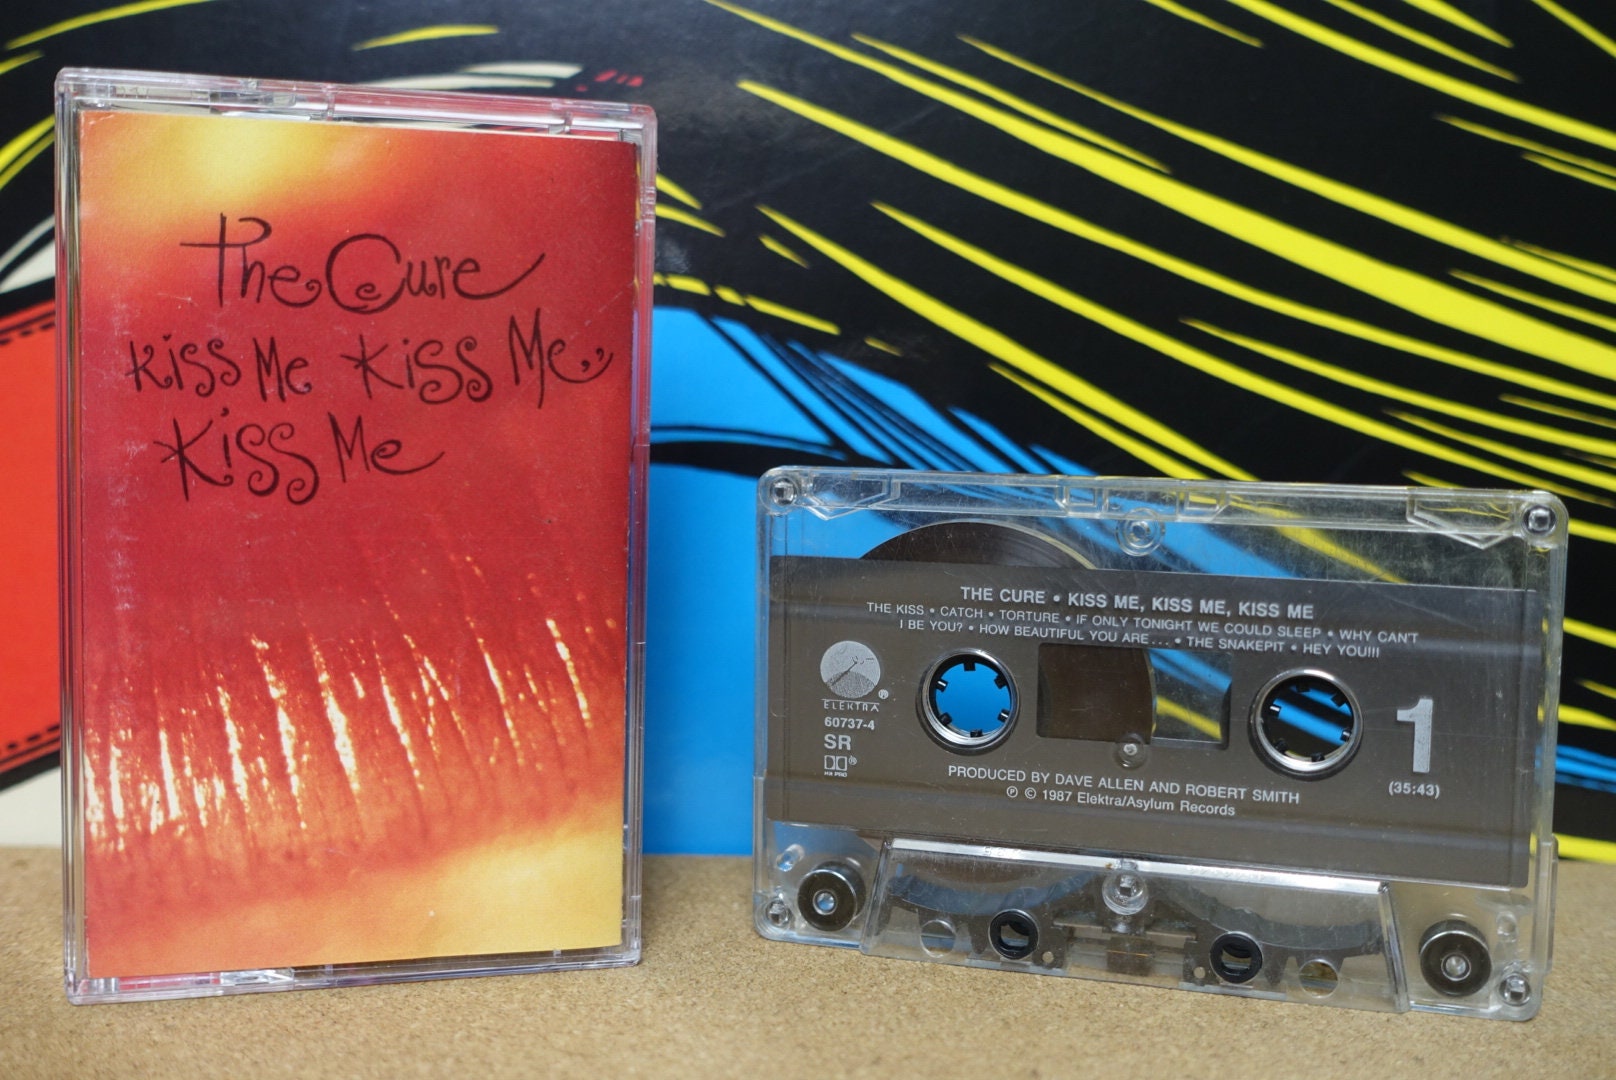 The Cure
Kiss Me Kiss Me,,
Kiss Me
THE CURE • KISS ME, KISS ME, KISS ME
THE KISS • CATCH • TORTURE • IF ONLY TONIGHT WE COULD SLEEP • WHY CAN'T
I BE YOU? • HOW BEAUTIFUL YOU ARE... • THE SNAKEPIT • HEY YOU!!!
ELEKTRA ®
60737-4
SR
HX PRO
1
(35:43)
PRODUCED BY DAVE ALLEN AND ROBERT SMITH
℗ © 1987 Elektra/Asylum Records